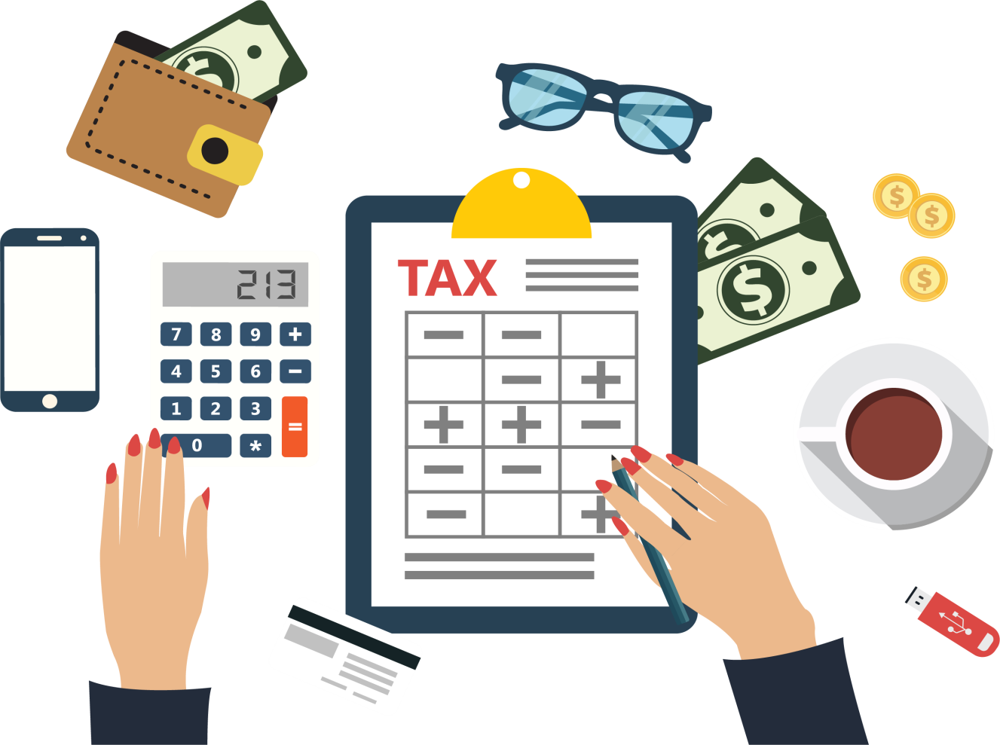 $
$
$
$
$
$
213
TAX
7 8 9 +
4 5 6 −
1 2 3 =
0 *
− −
− +
+ + −
− −
− +